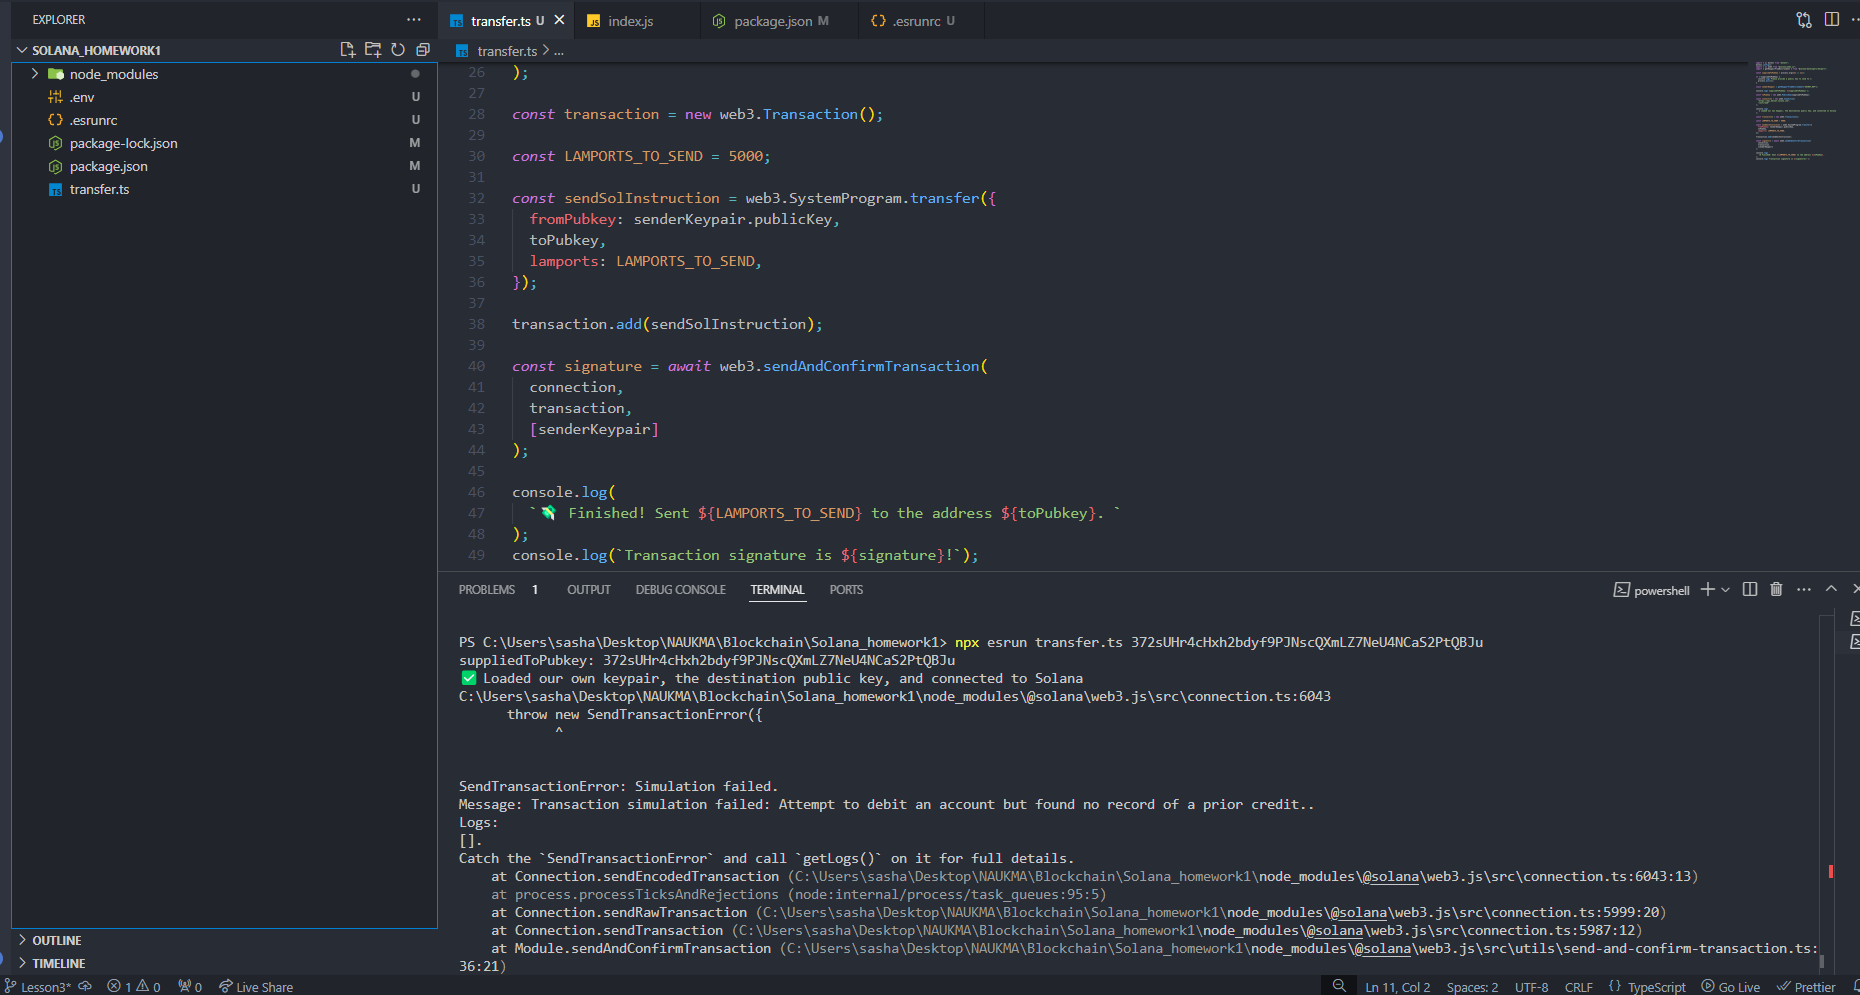 EXPLORER
SOLANA_HOMEWORK1
node_modules
.env U
.esrunrc U
package-lock.json M
package.json M
transfer.ts U
OUTLINE
TIMELINE
transfer.ts U
index.js
package.json M
.esrunrc U
transfer.ts > ...
26 );
27
28 const transaction = new web3.Transaction();
29
30 const LAMPORTS_TO_SEND = 5000;
31
32 const sendSolInstruction = web3.SystemProgram.transfer({
33 fromPubkey: senderKeypair.publicKey,
34 toPubkey,
35 lamports: LAMPORTS_TO_SEND,
36 });
37
38 transaction.add(sendSolInstruction);
39
40 const signature = await web3.sendAndConfirmTransaction(
41 connection,
42 transaction,
43 [senderKeypair]
44 );
45
46 console.log(
47 `💸 Finished! Sent ${LAMPORTS_TO_SEND} to the address ${toPubkey}. `
48 );
49 console.log(`Transaction signature is ${signature}!`);
PROBLEMS 1 OUTPUT DEBUG CONSOLE TERMINAL PORTS
powershell
PS C:\Users\sasha\Desktop\NAUKMA\Blockchain\Solana_homework1> npx esrun transfer.ts 372sUHr4cHxh2bdyf9PJNscQXmLZ7NeU4NCaS2PtQBJu
suppliedToPubkey: 372sUHr4cHxh2bdyf9PJNscQXmLZ7NeU4NCaS2PtQBJu
✅ Loaded our own keypair, the destination public key, and connected to Solana
C:\Users\sasha\Desktop\NAUKMA\Blockchain\Solana_homework1\node_modules\@solana\web3.js\src\connection.ts:6043
throw new SendTransactionError({
^
SendTransactionError: Simulation failed.
Message: Transaction simulation failed: Attempt to debit an account but found no record of a prior credit..
Logs:
[].
Catch the `SendTransactionError` and call `getLogs()` on it for full details.
at Connection.sendEncodedTransaction (C:\Users\sasha\Desktop\NAUKMA\Blockchain\Solana_homework1\node_modules\@solana\web3.js\src\connection.ts:6043:13)
at process.processTicksAndRejections (node:internal/process/task_queues:95:5)
at Connection.sendRawTransaction (C:\Users\sasha\Desktop\NAUKMA\Blockchain\Solana_homework1\node_modules\@solana\web3.js\src\connection.ts:5999:20)
at Connection.sendTransaction (C:\Users\sasha\Desktop\NAUKMA\Blockchain\Solana_homework1\node_modules\@solana\web3.js\src\connection.ts:5987:12)
at Module.sendAndConfirmTransaction (C:\Users\sasha\Desktop\NAUKMA\Blockchain\Solana_homework1\node_modules\@solana\web3.js\src\utils\send-and-confirm-transaction.ts:
36:21)
Lesson3* 1 0 0 Live Share Ln 11, Col 2 Spaces: 2 UTF-8 CRLF {} TypeScript Go Live Prettier